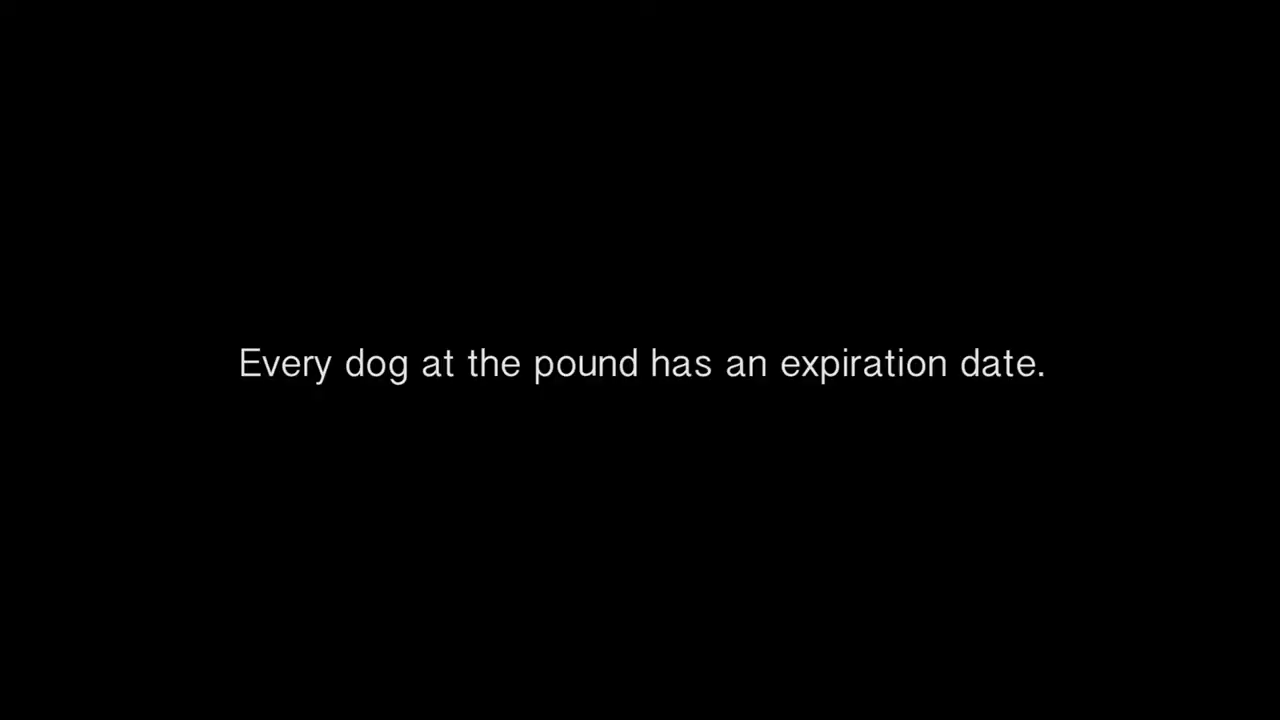 Every dog at the pound has an expiration date.